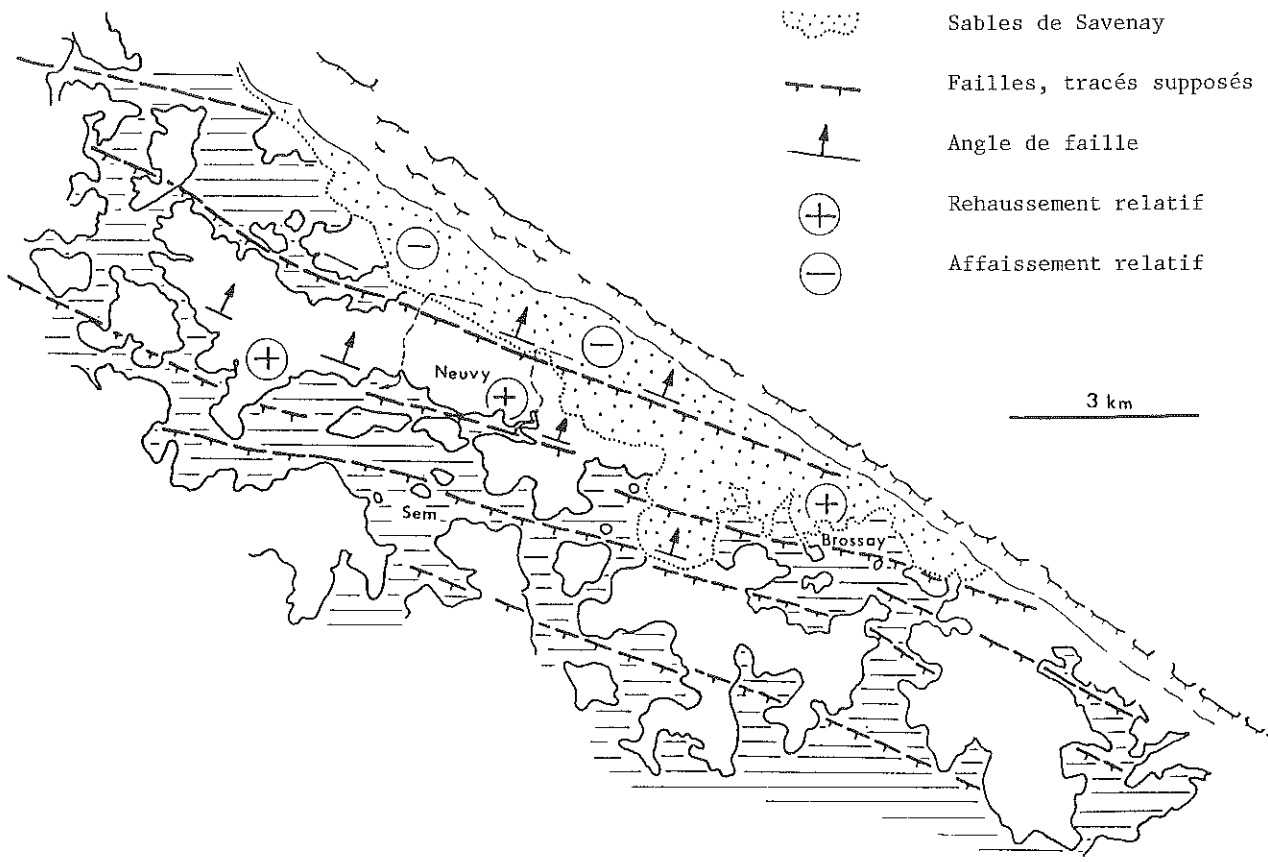 Sables de Savenay
Failles, tracés supposés
Angle de faille
Rehaussement relatif
Affaissement relatif
Neuvy
3 km
Sem
Brossay